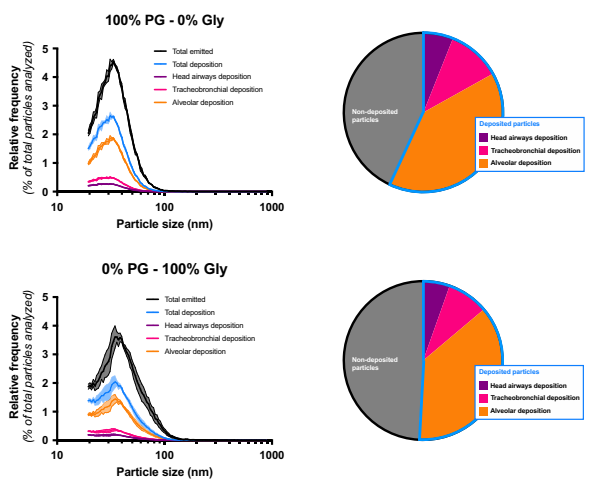 100% PG - 0% Gly
Relative frequency
(% of total particles analyzed)
5
4
3
2
1
0
10
100
1000
Particle size (nm)
Total emitted
Total deposition
Head airways deposition
Tracheobronchial deposition
Alveolar deposition
Non-deposited
particles
Deposited particles
Head airways deposition
Tracheobronchial deposition
Alveolar deposition
0% PG - 100% Gly
Relative frequency
(% of total particles analyzed)
5
4
3
2
1
0
10
100
1000
Particle size (nm)
Total emitted
Total deposition
Head airways deposition
Tracheobronchial deposition
Alveolar deposition
Non-deposited
particles
Deposited particles
Head airways deposition
Tracheobronchial deposition
Alveolar deposition